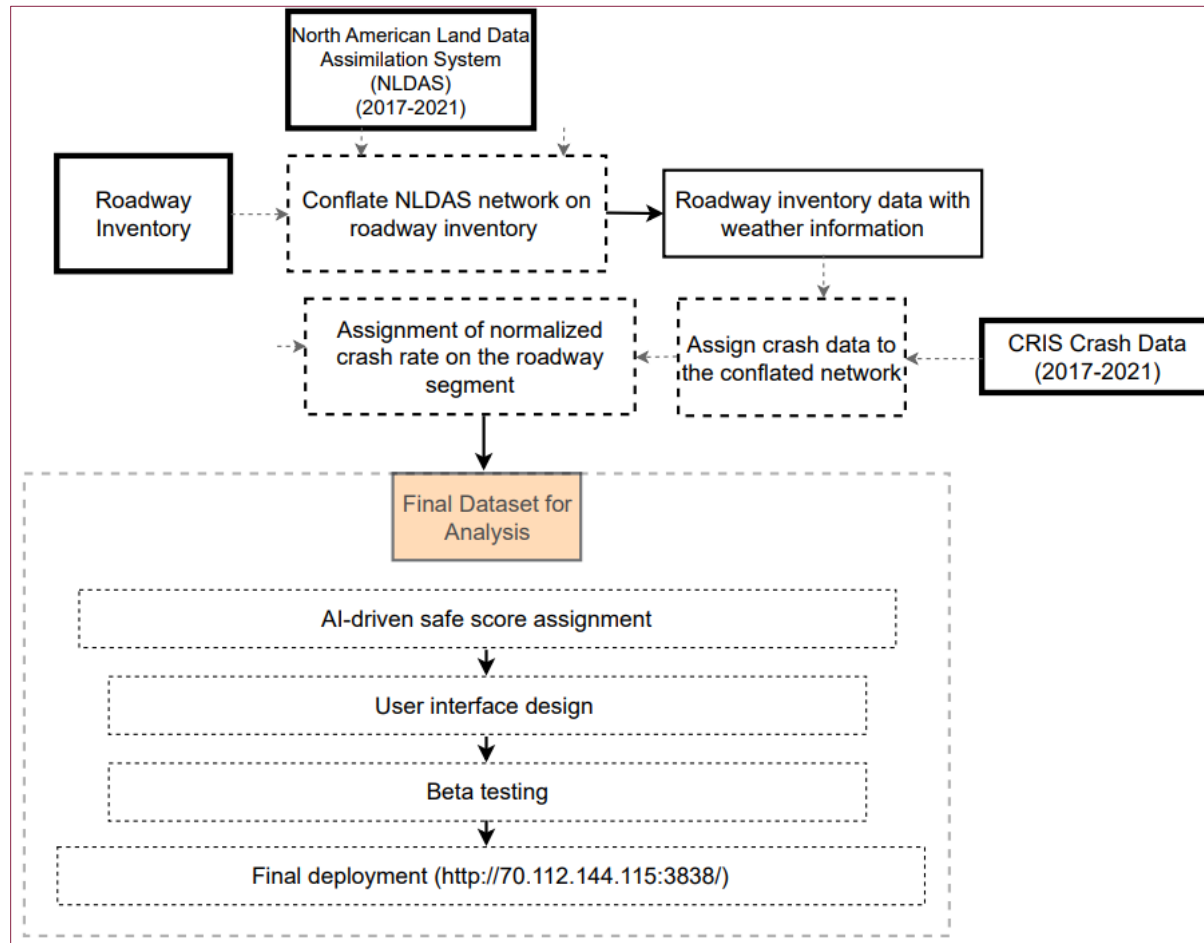 North American Land Data
Assimilation System
(NLDAS)
(2017-2021)
Roadway
Inventory
Conflate NLDAS network on
roadway inventory
Roadway inventory data with
weather information
Assignment of normalized
crash rate on the roadway
segment
Assign crash data to
the conflated network
CRIS Crash Data
(2017-2021)
Final Dataset for
Analysis
AI-driven safe score assignment
User interface design
Beta testing
Final deployment (http://70.112.144.115:3838/)